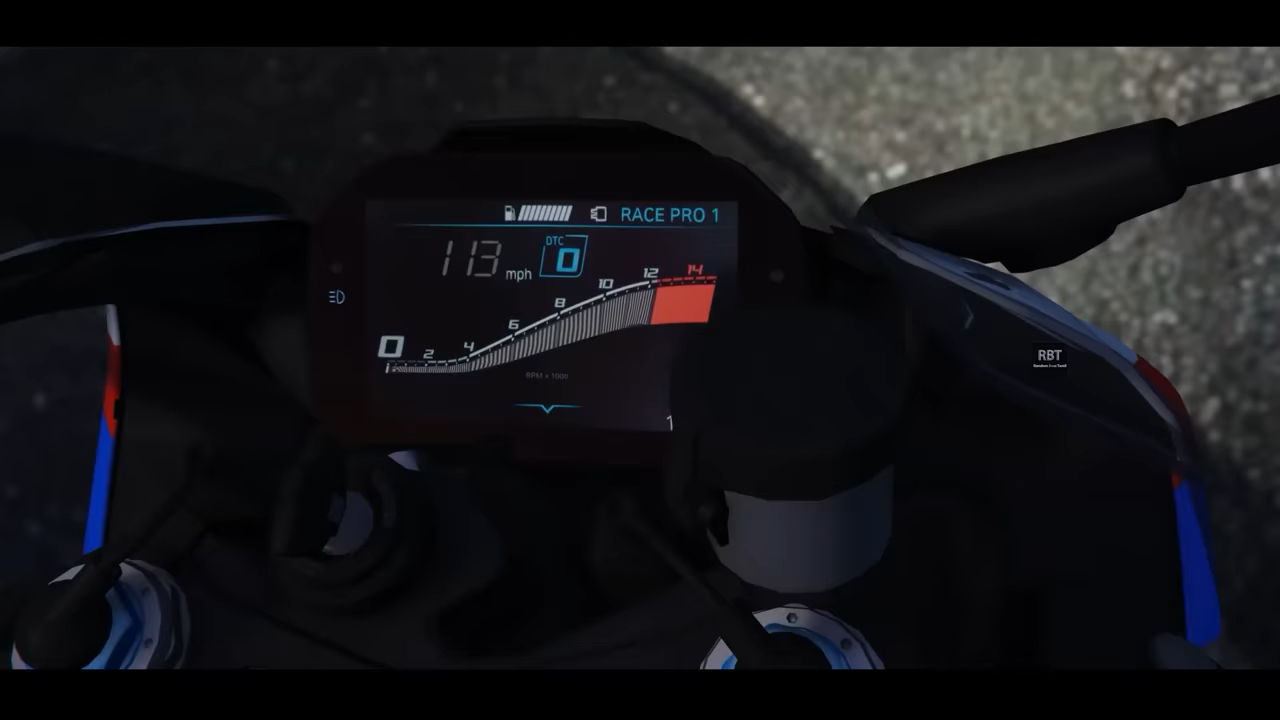 RACE PRO 1
113 mph
DTC
0
0 2 4 6 8 10 12 14
RPM x 1000
1
RBT